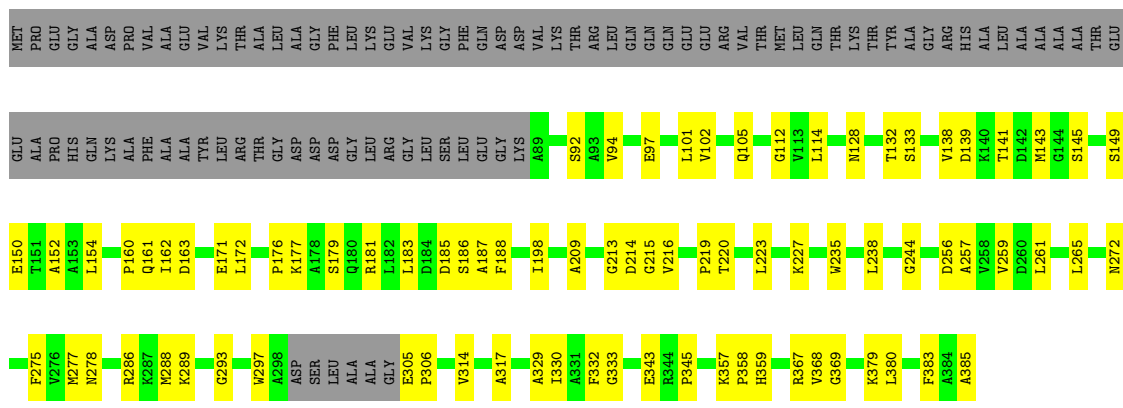 MET PRO GLU GLY ALA ASP PRO VAL ALA GLU VAL LYS THR ALA LEU ALA GLY PHE LEU LYS GLU VAL LYS GLY PHE GLN ASP ASP VAL LYS THR ARG LEU GLN GLN GLN GLU GLU ARG VAL THR MET LEU GLN THR LYS THR TYR ALA GLY ARG HIS ALA LEU ALA ALA ALA ALA ALA THR GLU
GLU ALA PRO HIS GLN LYS ALA PHE ALA ALA TYR LEU ARG THR GLY ASP ASP ASP GLY LEU ARG GLY LEU SER LEU GLU GLY LYS A89 S92 A93 V94 E97 L101 V102 Q105 G112 V113 L114 N128 T132 S133 V138 D139 K140 T141 D142 M143 G144 S145 S149
E150 T151 A152 A153 L154 P160 Q161 I162 D163 E171 L172 P176 K177 A178 S179 Q180 R181 L182 L183 D184 D185 S186 A187 F188 I198 A209 G213 D214 G215 V216 P219 T220 L223 K227 W235 L238 G244 D256 A257 V258 V259 D260 L261 L265 N272
F275 V276 M277 N278 R286 K287 M288 K289 G293 W297 A298 ASP SER LEU ALA ALA GLY E305 P306 V314 A317 A329 I330 A331 F332 G333 E343 R344 P345 K357 P358 H359 R367 V368 G369 K379 L380 F383 A384 A385